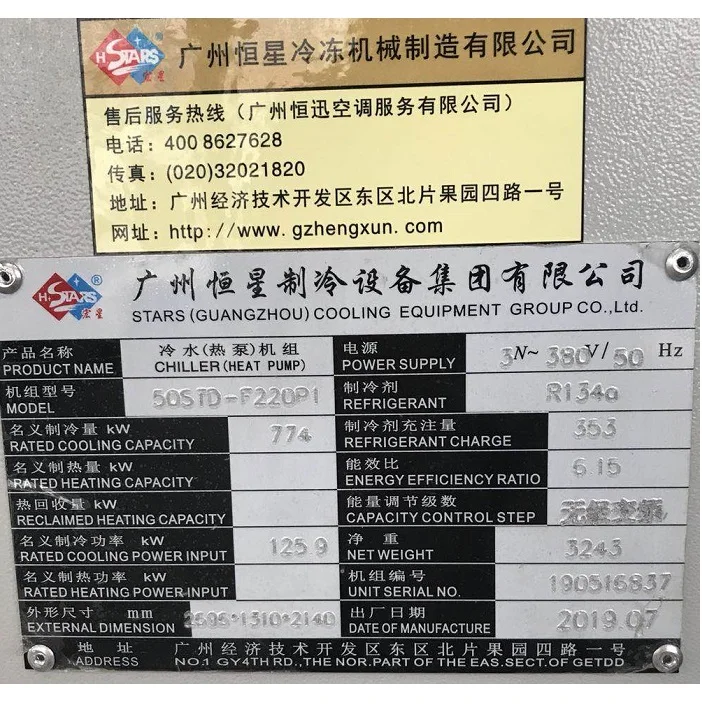 H STARS 宏星 广州恒星冷冻机械制造有限公司
售后服务热线（广州恒迅空调服务有限公司）
电话：400 8627628
传真：(020)32021820
地址：广州经济技术开发区东区北片果园四路一号
网址：http://www.gzhengxun.com
H STARS ® 宏星 广州恒星制冷设备集团有限公司
STARS (GUANGZHOU) COOLING EQUIPMENT GROUP CO.,Ltd.
产品名称 冷水(热泵)机组 电源 3N~ 380V/50 Hz
PRODUCT NAME CHILLER(HEAT PUMP) POWER SUPPLY
机组型号 50STD-F220P1 制冷剂 R134a
MODEL REFRIGERANT
名义制冷量 kW 774 制冷剂充注量 353
RATED COOLING CAPACITY REFRIGERANT CHARGE
名义制热量 kW 能效比 6.15
RATED HEATING CAPACITY ENERGY EFFICIENCY RATIO
热回收量 kW 能量调节级数 无级变频
RECLAIMED HEATING CAPACITY CAPACITY CONTROL STEP
名义制冷功率 kW 125.9 净重 3243
RATED COOLING POWER INPUT NET WEIGHT
名义制热功率 kW 机组编号 190516837
RATED HEATING POWER INPUT UNIT SERIAL NO.
外形尺寸 mm 2695*1310*2140 出厂日期 2019.07
EXTERNAL DIMENSION DATE OF MANUFACTURE
地址 广州经济技术开发区东区北片果园四路一号
ADDRESS NO.1 GY4TH RD.,THE NOR.PART OF THE EAS.SECT.OF GETDD